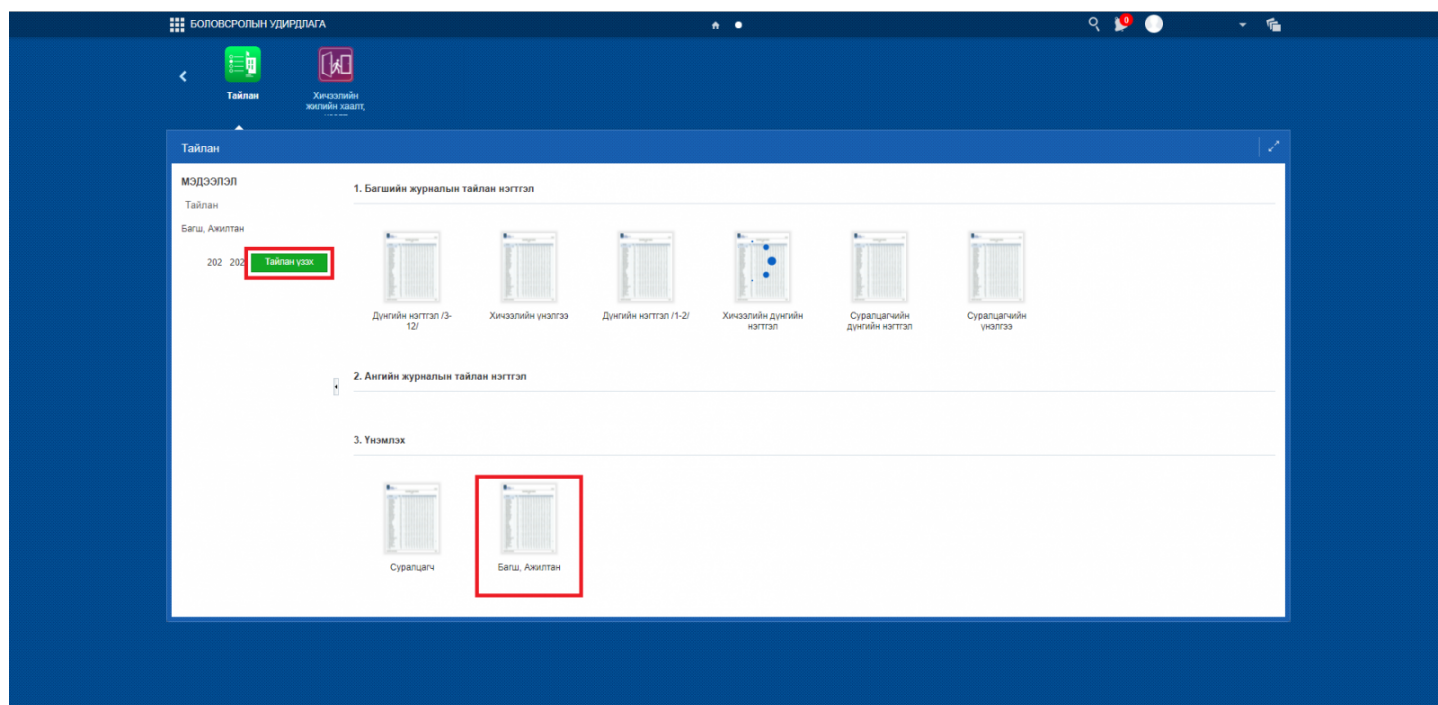 БОЛОВСРОЛЫН УДИРДЛАГА
0
Тайлан
Хичээлийн
жилийн хаалт,
Тайлан
МЭДЭЭЛЭЛ
Тайлан
Багш, Ажилтан
202 202 Тайлан үзэх
1. Багшийн журналын тайлан нэгтгэл
Дүнгийн нэгтгэл /3-
12/
Хичээлийн үнэлгээ
Дүнгийн нэгтгэл /1-2/
Хичээлийн дүнгийн
нэгтгэл
Суралцагчийн
дүнгийн нэгтгэл
Суралцагчийн
үнэлгээ
2. Ангийн журналын тайлан нэгтгэл
3. Үнэмлэх
Суралцагч
Багш, Ажилтан